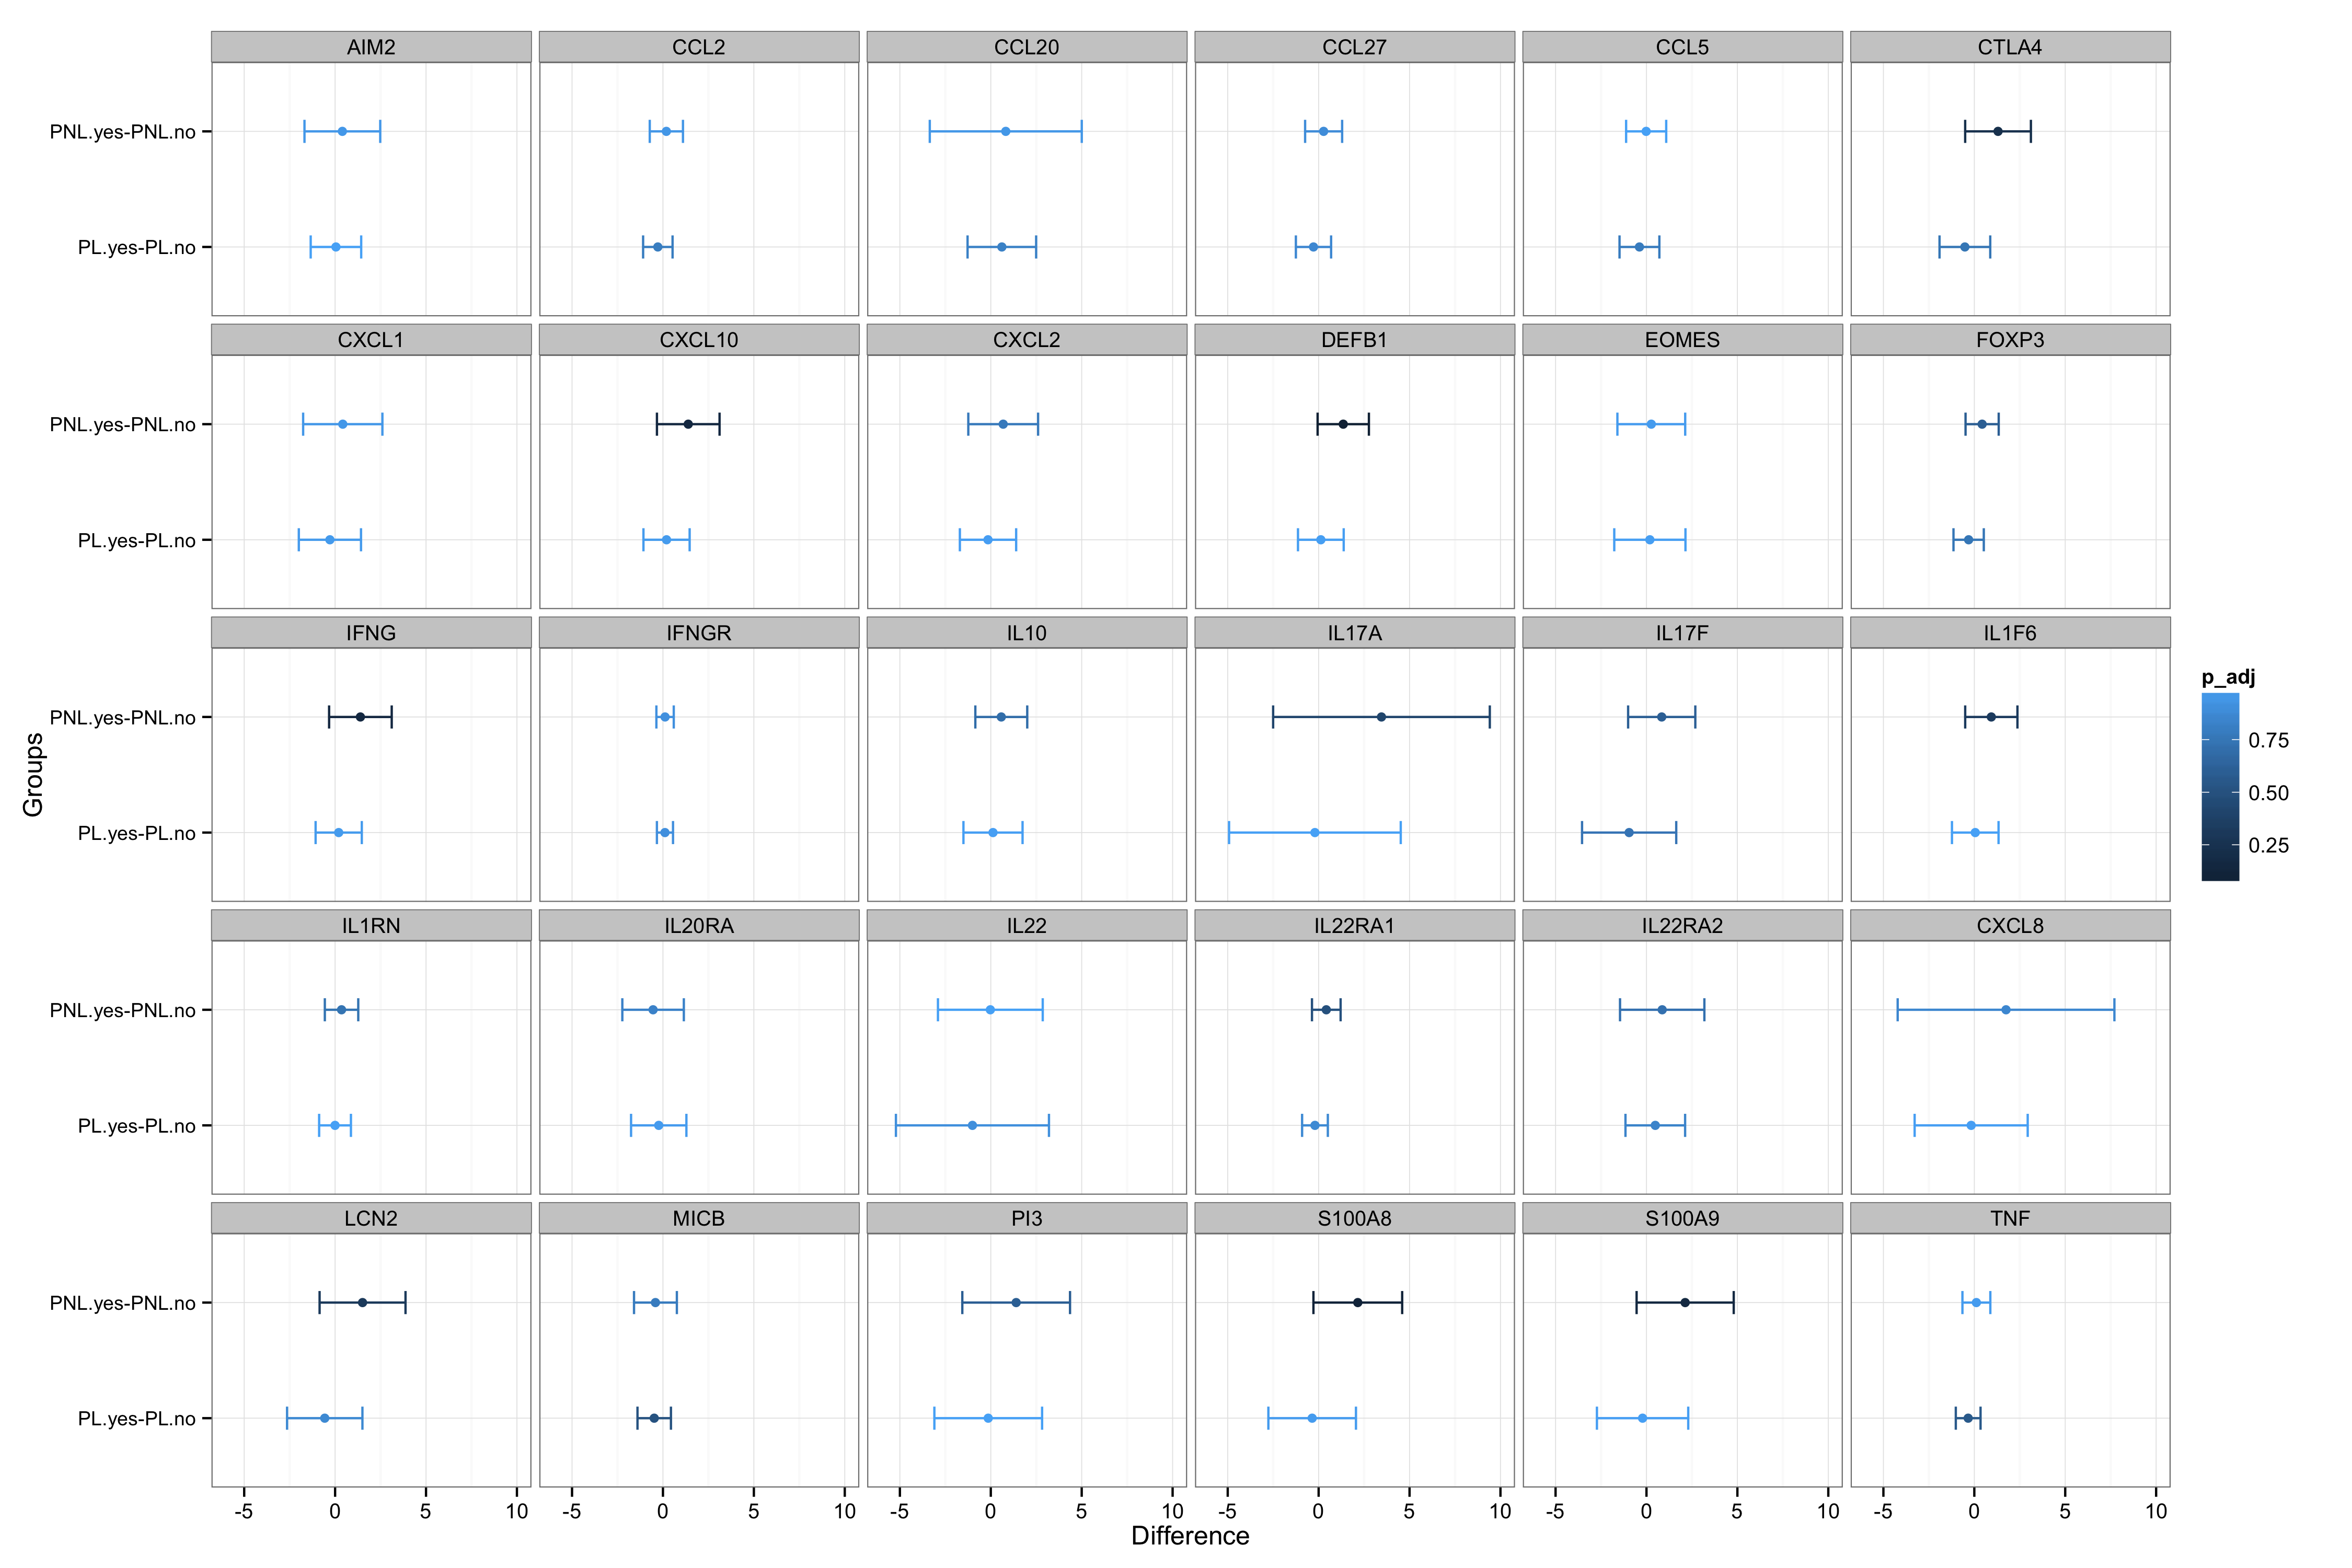 AIM2 CCL2 CCL20 CCL27 CCL5 CTLA4
PNL.yes-PNL.no
PL.yes-PL.no
CXCL1 CXCL10 CXCL2 DEFB1 EOMES FOXP3
PNL.yes-PNL.no
PL.yes-PL.no
IFNG IFNGR IL10 IL17A IL17F IL1F6
PNL.yes-PNL.no
PL.yes-PL.no
Groups
p_adj
0.75
0.50
0.25
IL1RN IL20RA IL22 IL22RA1 IL22RA2 CXCL8
PNL.yes-PNL.no
PL.yes-PL.no
LCN2 MICB PI3 S100A8 S100A9 TNF
PNL.yes-PNL.no
PL.yes-PL.no
-5 0 5 10 -5 0 5 10 -5 0 5 10 -5 0 5 10 -5 0 5 10 -5 0 5 10
Difference